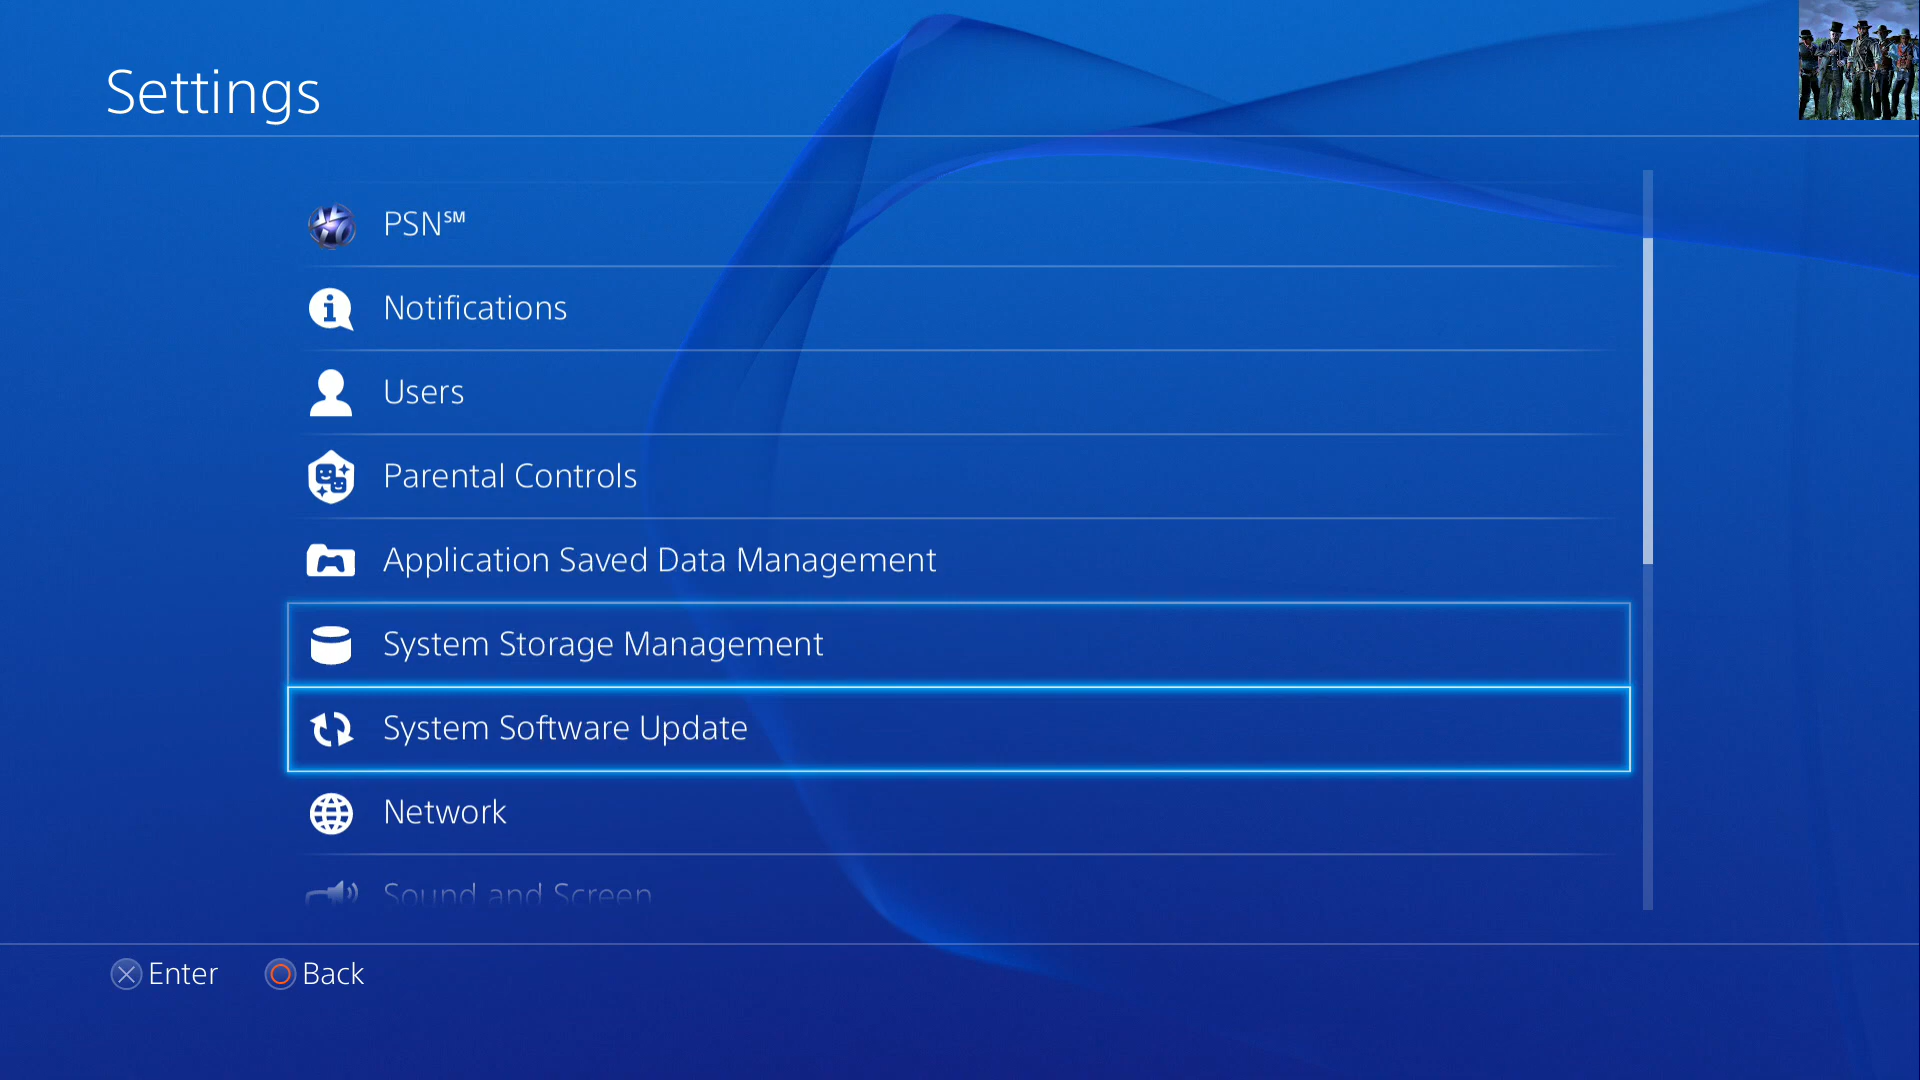 Settings
PSN℠
Notifications
Users
Parental Controls
Application Saved Data Management
System Storage Management
System Software Update
Network
Sound and Screen
Enter
Back